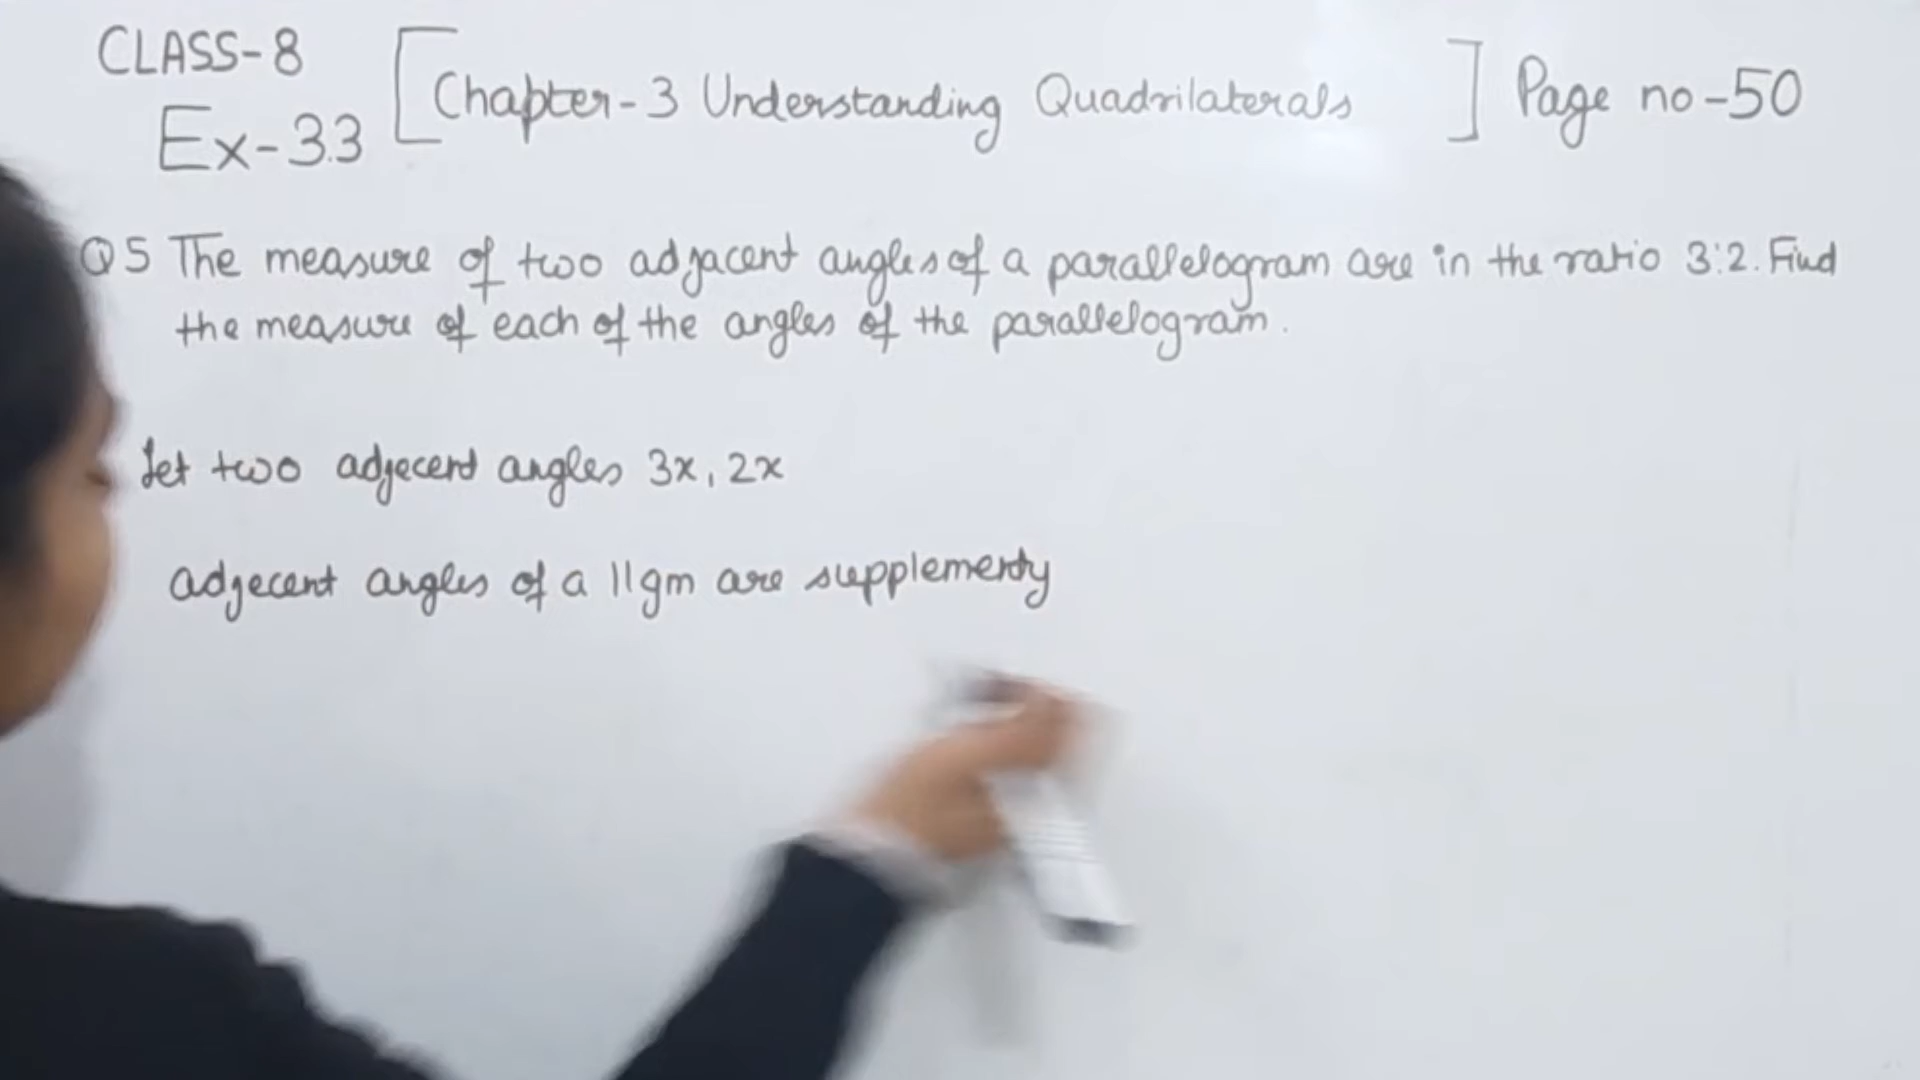 CLASS-8
Ex-3.3 [Chapter-3 Understanding Quadrilaterals] Page no-50
Q5 The measure of two adjacent angles of a parallelogram are in the ratio 3:2. Find
the measure of each of the angles of the parallelogram.
Let two adjecent angles 3x, 2x
adjecent angles of a ||gm are supplementy